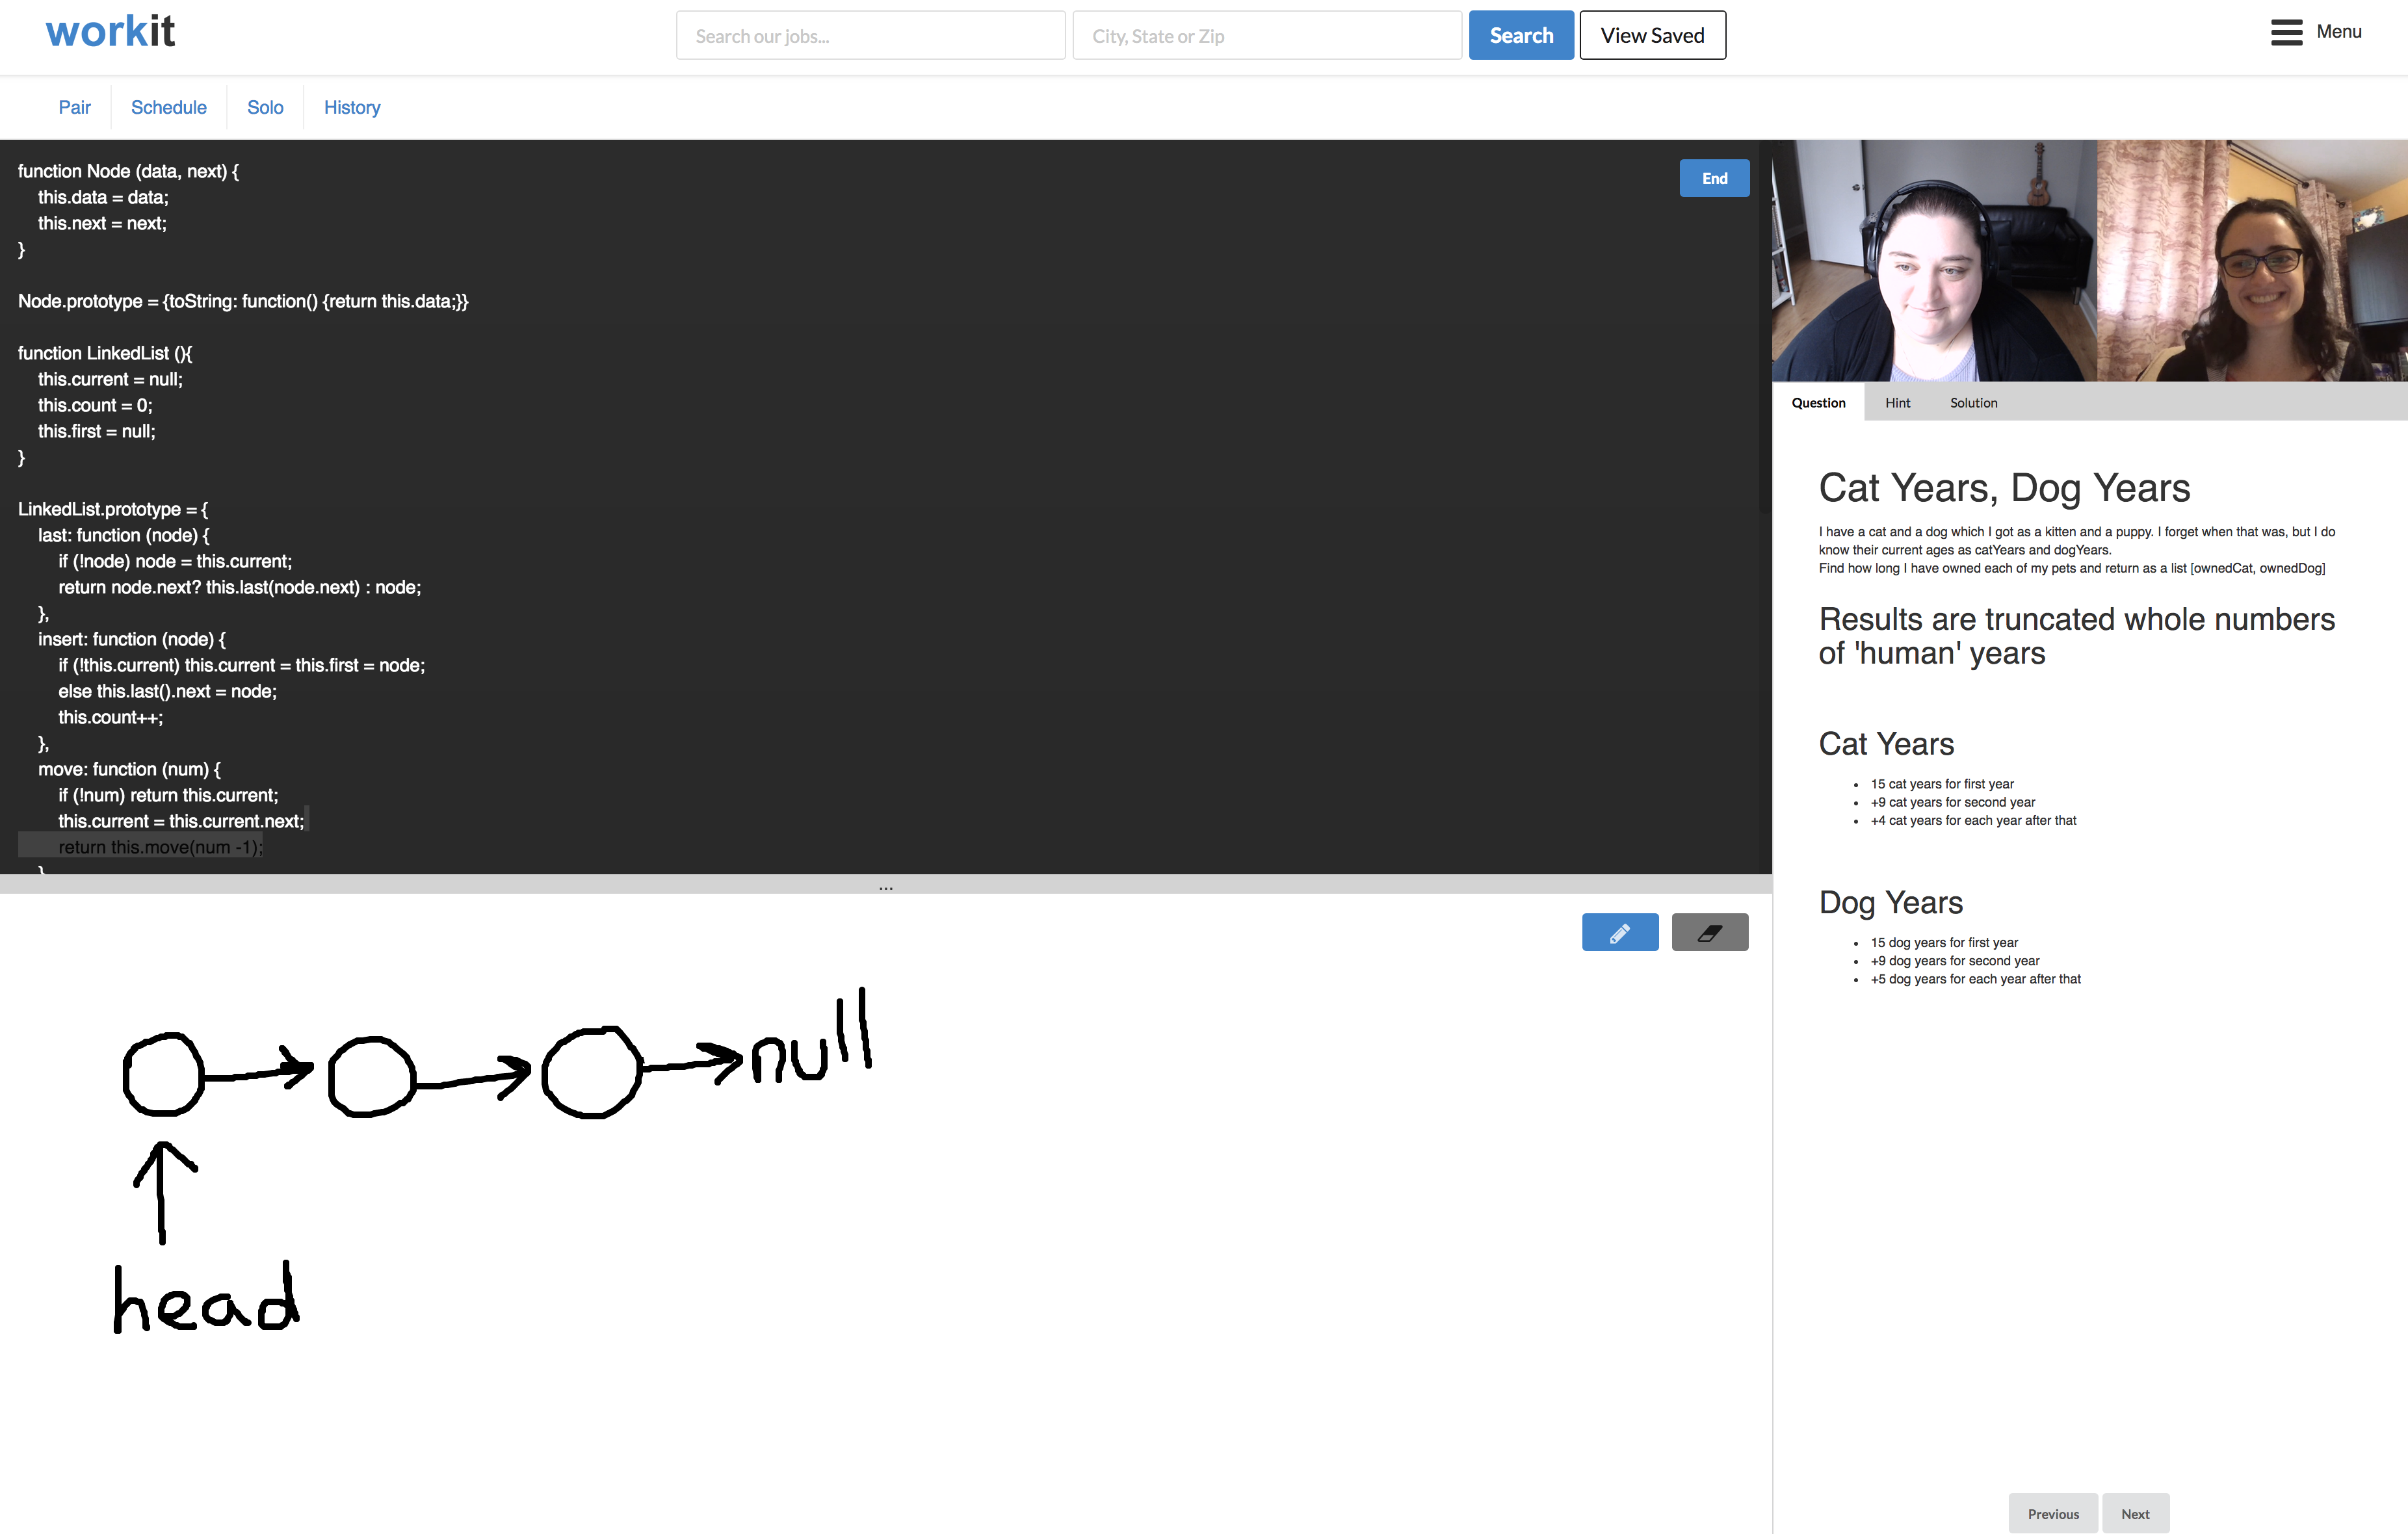 workit
Search our jobs...
City, State or Zip
Search
View Saved
Menu
Pair
Schedule
Solo
History
function Node (data, next) {
this.data = data;
this.next = next;
}
Node.prototype = {toString: function() {return this.data;}}
function LinkedList (){
this.current = null;
this.count = 0;
this.first = null;
}
LinkedList.prototype = {
last: function (node) {
if (!node) node = this.current;
return node.next? this.last(node.next) : node;
},
insert: function (node) {
if (!this.current) this.current = this.first = node;
else this.last().next = node;
this.count++;
},
move: function (num) {
if (!num) return this.current;
this.current = this.current.next;
return this.move(num -1);
}
End
...
null
head
Question
Hint
Solution
Cat Years, Dog Years
I have a cat and a dog which I got as a kitten and a puppy. I forget when that was, but I do
know their current ages as catYears and dogYears.
Find how long I have owned each of my pets and return as a list [ownedCat, ownedDog]
Results are truncated whole numbers
of 'human' years
Cat Years
• 15 cat years for first year
• +9 cat years for second year
• +4 cat years for each year after that
Dog Years
• 15 dog years for first year
• +9 dog years for second year
• +5 dog years for each year after that
Previous
Next